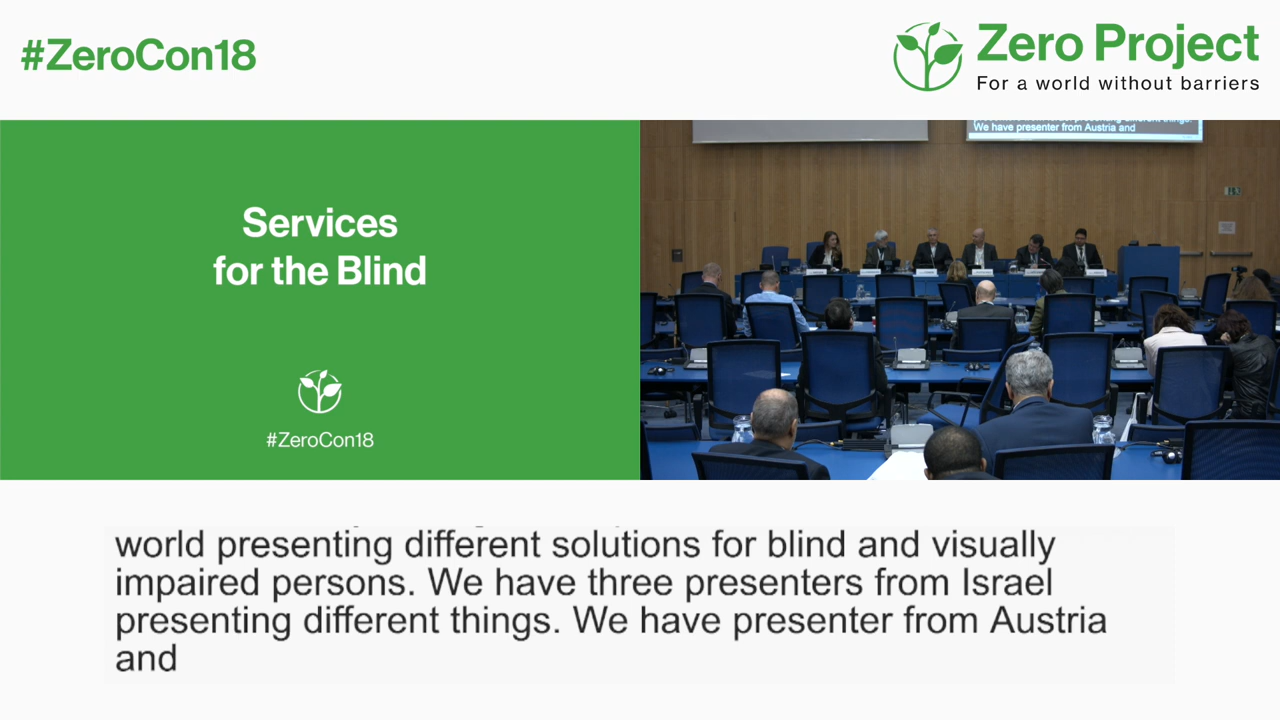 #ZeroCon18
Zero Project
For a world without barriers
We have presenter from Austria and
Services
for the Blind
#ZeroCon18
world presenting different solutions for blind and visually
impaired persons. We have three presenters from Israel
presenting different things. We have presenter from Austria
and